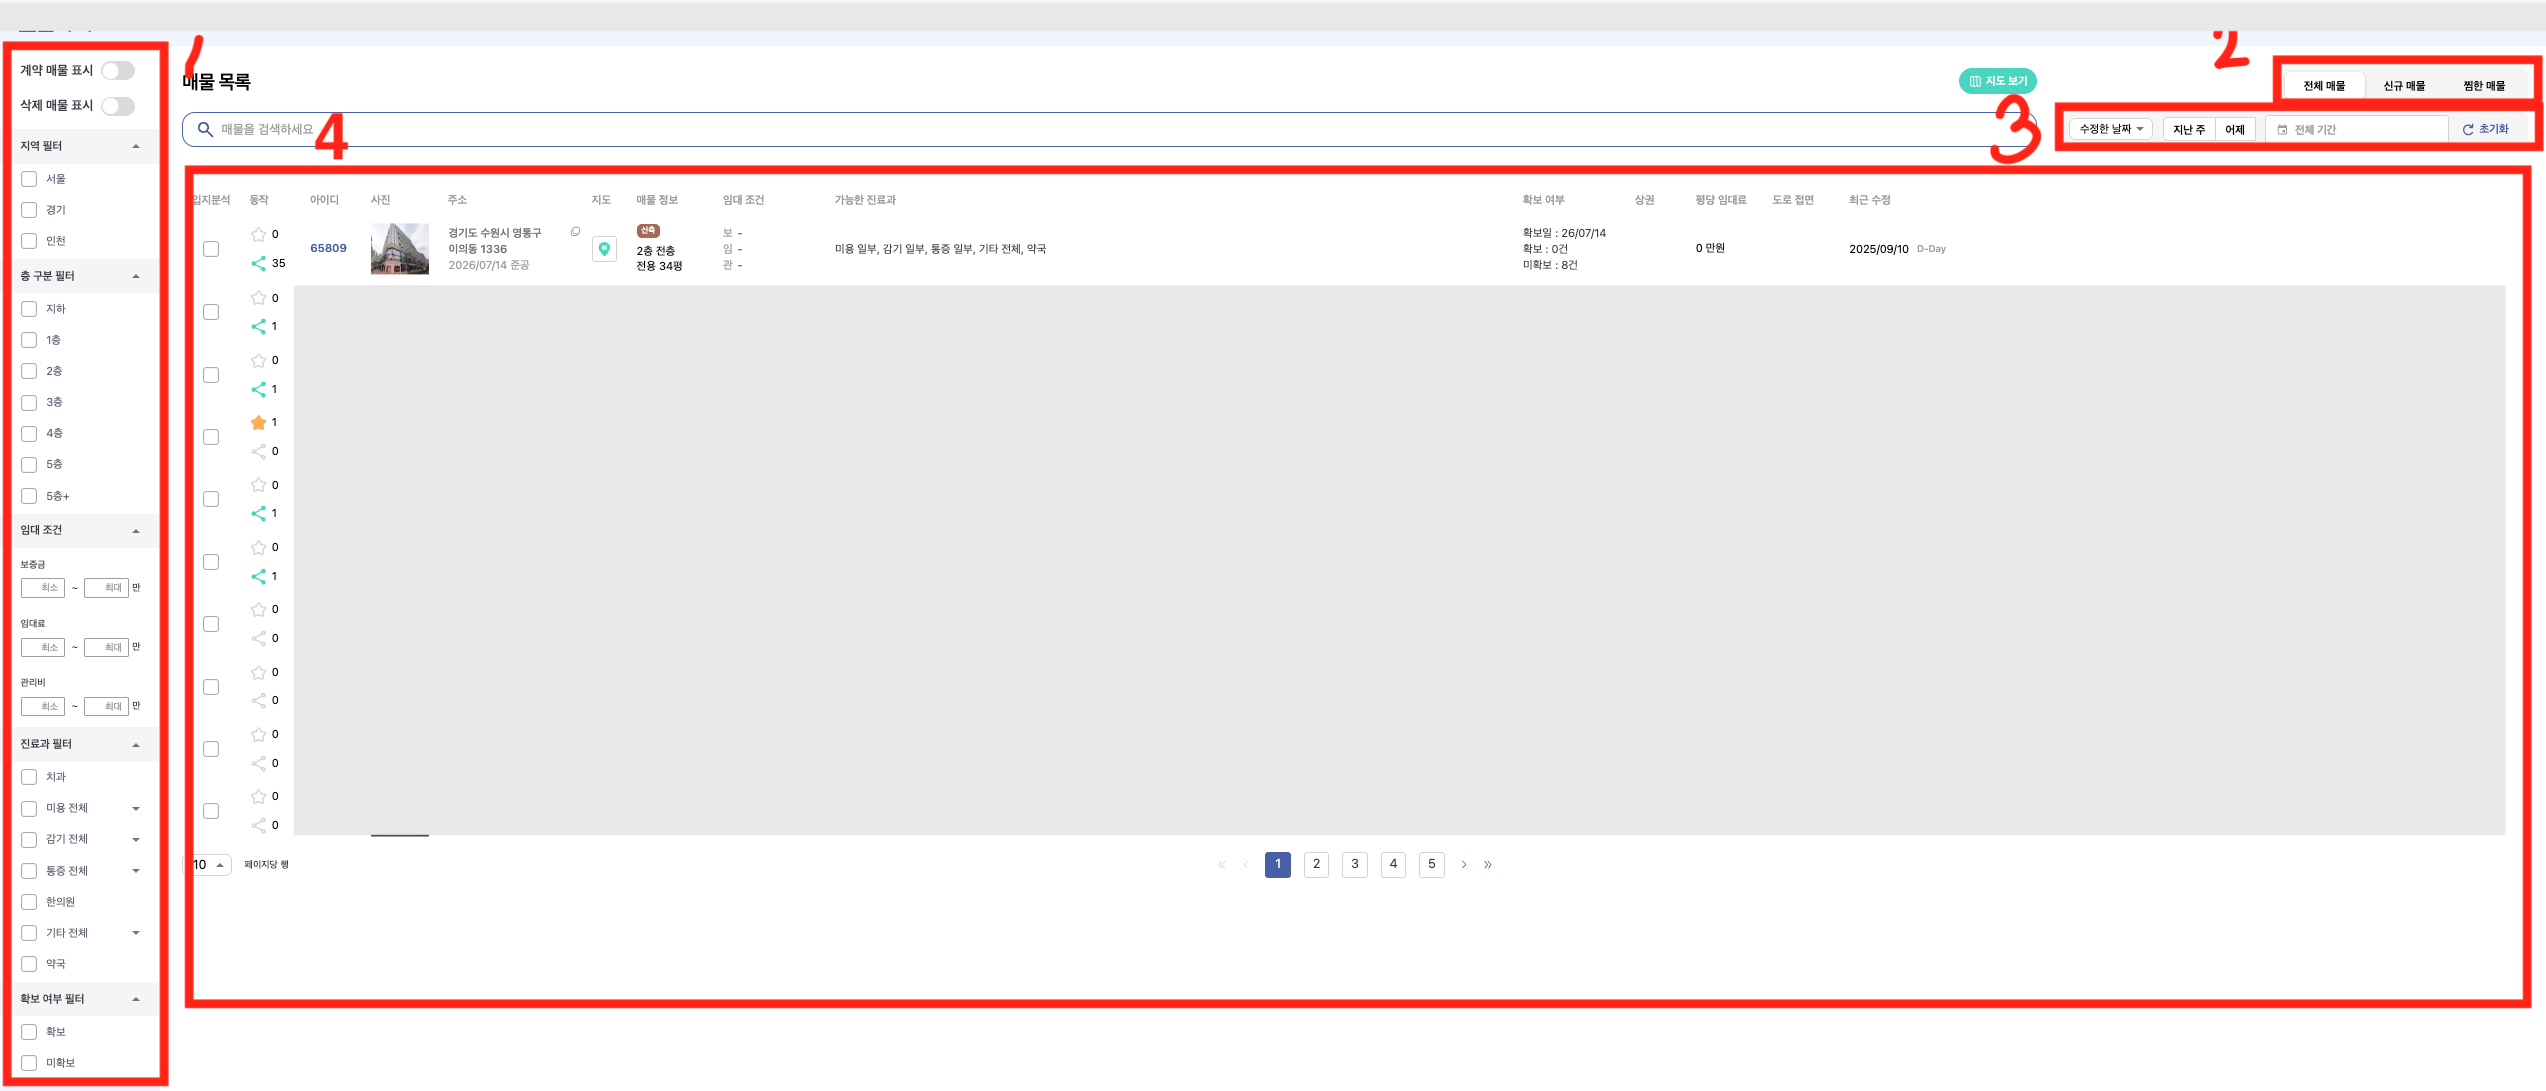 계약 매물 표시
삭제 매물 표시
지역 필터
서울
경기
인천
층 구분 필터
지하
1층
2층
3층
4층
5층
5층+
임대 조건
보증금
최소 ~ 최대 만
임대료
최소 ~ 최대 만
관리비
최소 ~ 최대 만
진료과 필터
치과
미용 전체
감기 전체
통증 전체
한의원
기타 전체
약국
확보 여부 필터
확보
미확보
1
매물 목록
지도 보기
2
전체 매물 신규 매물 찜한 매물
매물을 검색하세요
4
3
수정한 날짜 지난 주 어제 전체 기간 초기화
입지분석 동작 아이디 사진 주소 지도 매물 정보 임대 조건 가능한 진료과 확보 여부 상권 평당 임대료 도로 접면 최근 수정
0
35
65809
경기도 수원시 영통구
이의동 1336
2026/07/14 준공
신축
2층 전층
전용 34평
보 -
임 -
관 -
미용 일부, 감기 일부, 통증 일부, 기타 전체, 약국
확보일 : 26/07/14
확보 : 0건
미확보 : 8건
0 만원
2025/09/10 D-Day
0
1
0
1
1
0
0
1
0
1
0
0
0
0
0
0
0
0
10 페이지당 행
« ‹ 1 2 3 4 5 › »